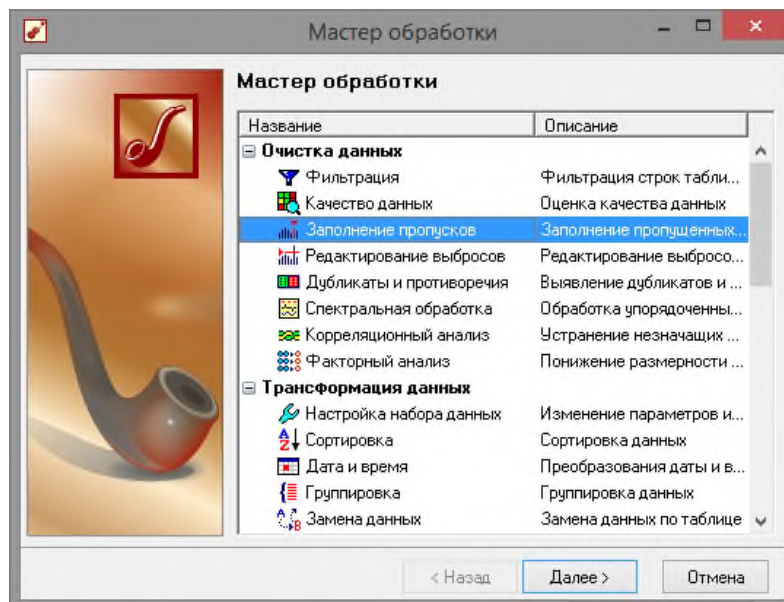 Мастер обработки
Мастер обработки
Название Описание
Очистка данных
Фильтрация Фильтрация строк табли...
Качество данных Оценка качества данных
Заполнение пропусков Заполнение пропущенных...
Редактирование выбросов Редактирование выбросо...
Дубликаты и противоречия Выявление дубликатов и ...
Спектральная обработка Обработка упорядоченны...
Корреляционный анализ Устранение незначащих ...
Факторный анализ Понижение размерности ...
Трансформация данных
Настройка набора данных Изменение параметров и...
Сортировка Сортировка данных
Дата и время Преобразования даты и в...
Группировка Группировка данных
Замена данных Замена данных по таблице
< Назад Далее > Отмена